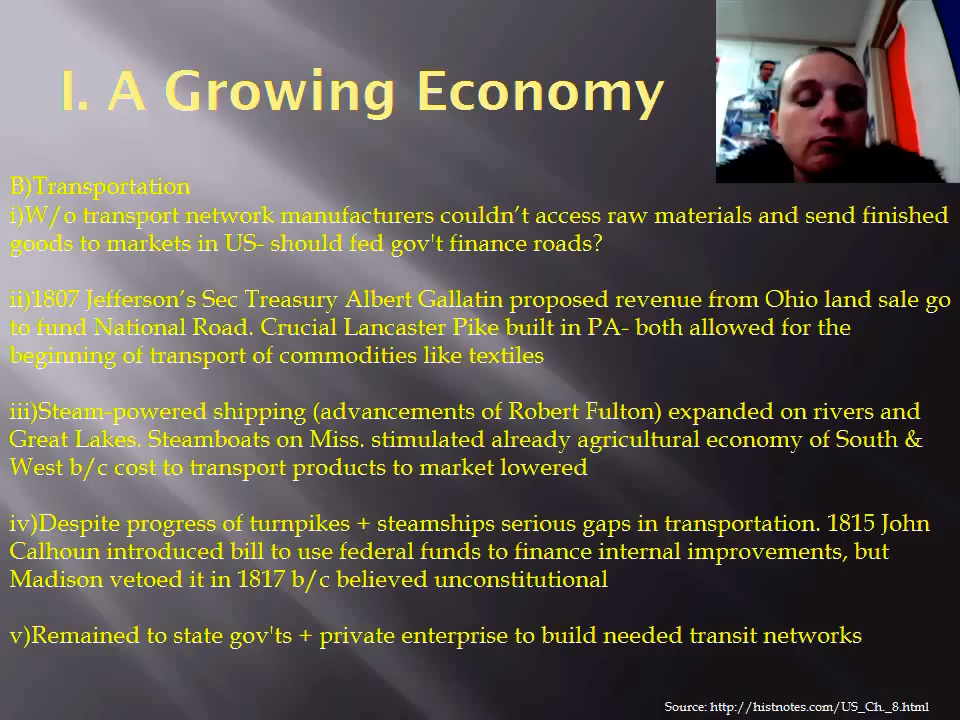 I. A Growing Economy
B)Transportation
i)W/o transport network manufacturers couldn’t access raw materials and send finished
goods to markets in US- should fed gov't finance roads?
ii)1807 Jefferson’s Sec Treasury Albert Gallatin proposed revenue from Ohio land sale go
to fund National Road. Crucial Lancaster Pike built in PA- both allowed for the
beginning of transport of commodities like textiles
iii)Steam-powered shipping (advancements of Robert Fulton) expanded on rivers and
Great Lakes. Steamboats on Miss. stimulated already agricultural economy of South &
West b/c cost to transport products to market lowered
iv)Despite progress of turnpikes + steamships serious gaps in transportation. 1815 John
Calhoun introduced bill to use federal funds to finance internal improvements, but
Madison vetoed it in 1817 b/c believed unconstitutional
v)Remained to state gov'ts + private enterprise to build needed transit networks
Source: http://histnotes.com/US_Ch._8.html